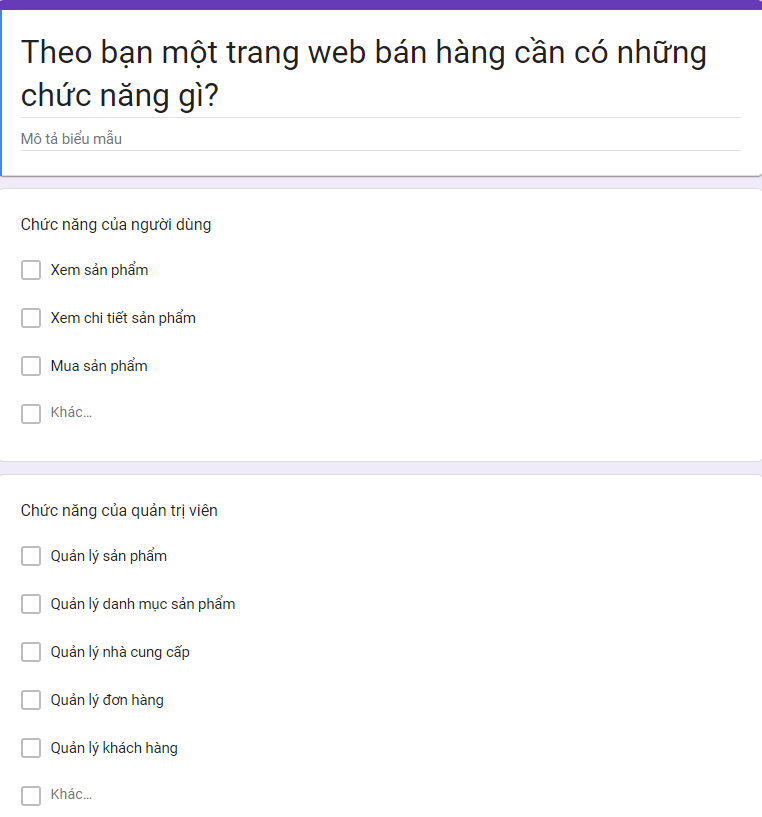 Theo bạn một trang web bán hàng cần có những
chức năng gì?
Mô tả biểu mẫu
Chức năng của người dùng
Xem sản phẩm
Xem chi tiết sản phẩm
Mua sản phẩm
Khác...
Chức năng của quản trị viên
Quản lý sản phẩm
Quản lý danh mục sản phẩm
Quản lý nhà cung cấp
Quản lý đơn hàng
Quản lý khách hàng
Khác...